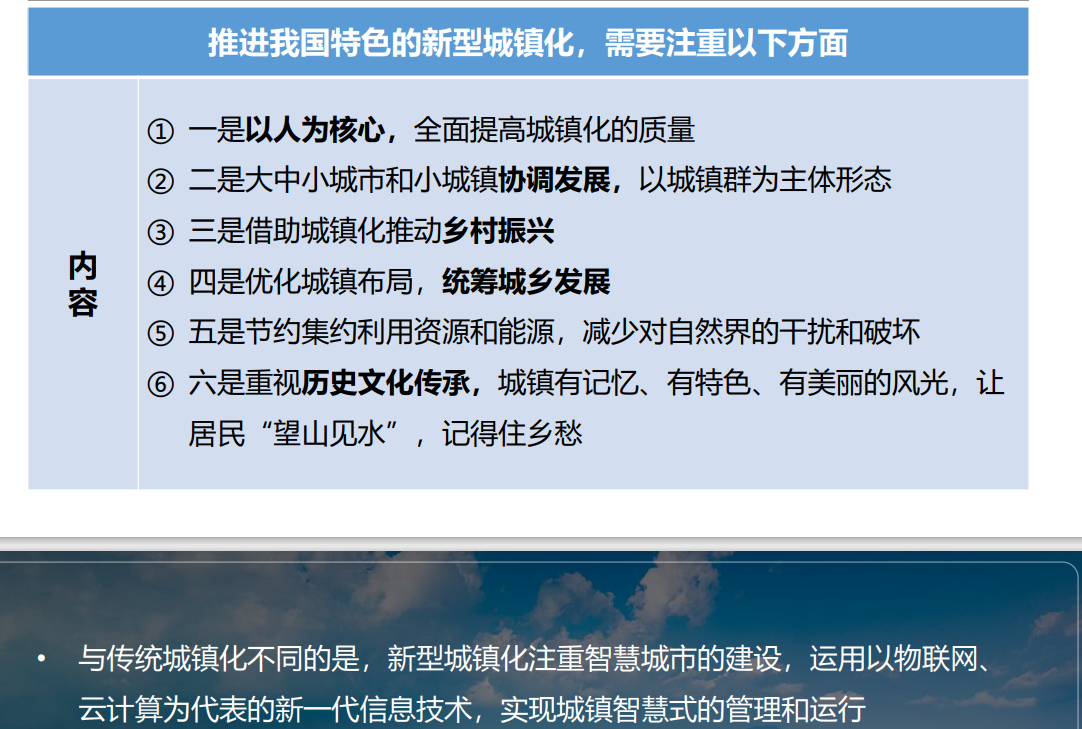 推进我国特色的新型城镇化，需要注重以下方面
内
容
① 一是以人为核心，全面提高城镇化的质量
② 二是大中小城市和小城镇协调发展，以城镇群为主体形态
③ 三是借助城镇化推动乡村振兴
④ 四是优化城镇布局，统筹城乡发展
⑤ 五是节约集约利用资源和能源，减少对自然界的干扰和破坏
⑥ 六是重视历史文化传承，城镇有记忆、有特色、有美丽的风光，让
居民“望山见水”，记得住乡愁
• 与传统城镇化不同的是，新型城镇化注重智慧城市的建设，运用以物联网、
云计算为代表的新一代信息技术，实现城镇智慧式的管理和运行